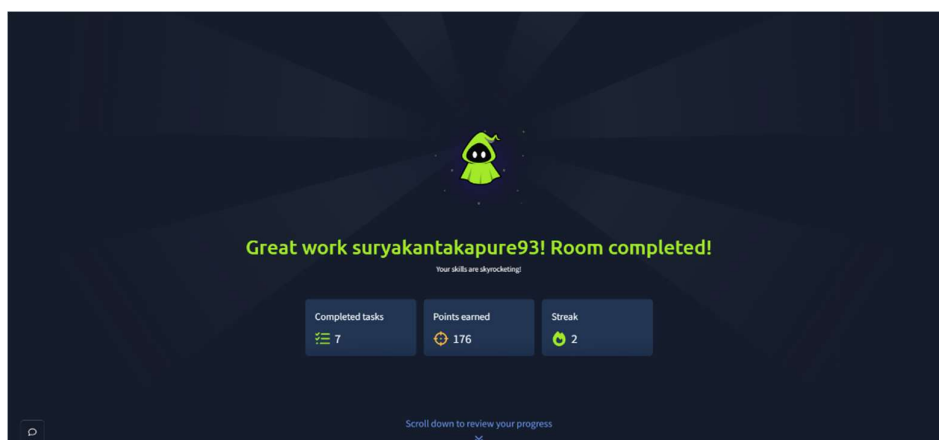 Great work suryakantakapure93! Room completed!
Your skills are skyrocketing!
Completed tasks
7
Points earned
176
Streak
2
Scroll down to review your progress